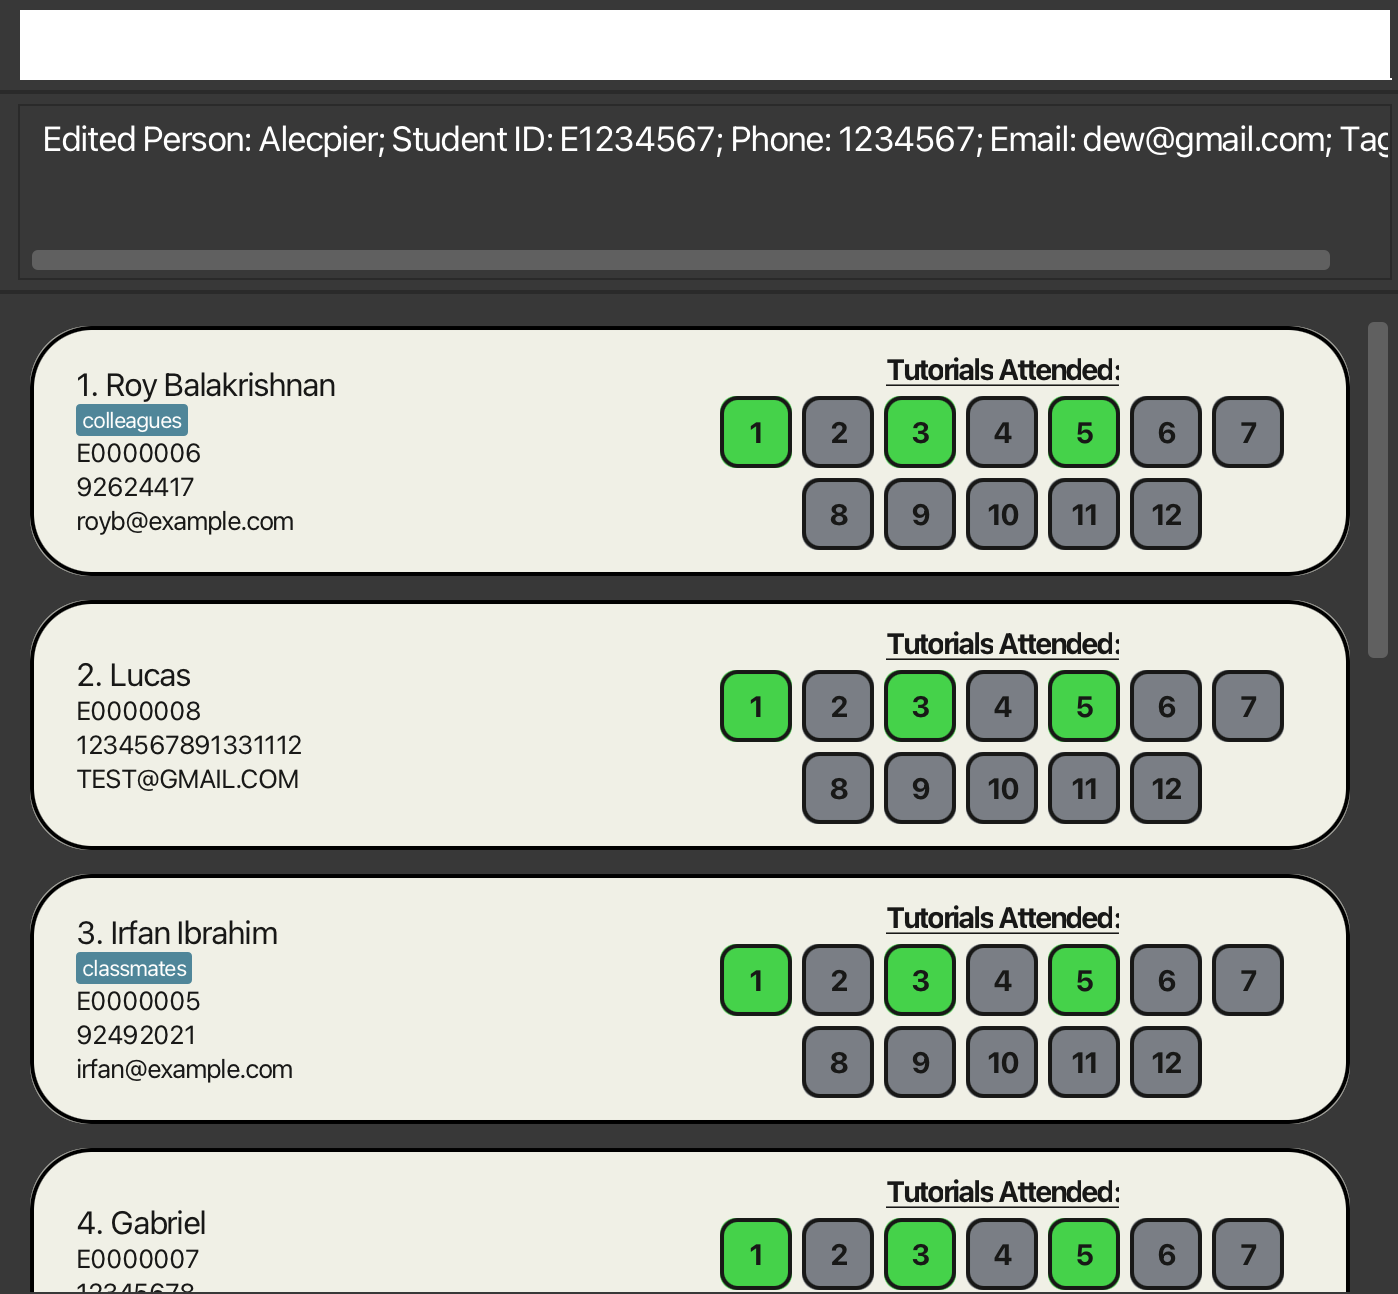 Edited Person: Alecpier; Student ID: E1234567; Phone: 1234567; Email: dew@gmail.com;
1. Roy Balakrishnan
colleagues
E0000006
92624417
royb@example.com
Tutorials Attended:
1 2 3 4 5 6 7
8 9 10 11 12
2. Lucas
E0000008
1234567891331112
TEST@GMAIL.COM
Tutorials Attended:
1 2 3 4 5 6 7
8 9 10 11 12
3. Irfan Ibrahim
classmates
E0000005
92492021
irfan@example.com
Tutorials Attended:
1 2 3 4 5 6 7
8 9 10 11 12
4. Gabriel
E0000007
12345678
Tutorials Attended:
1 2 3 4 5 6 7